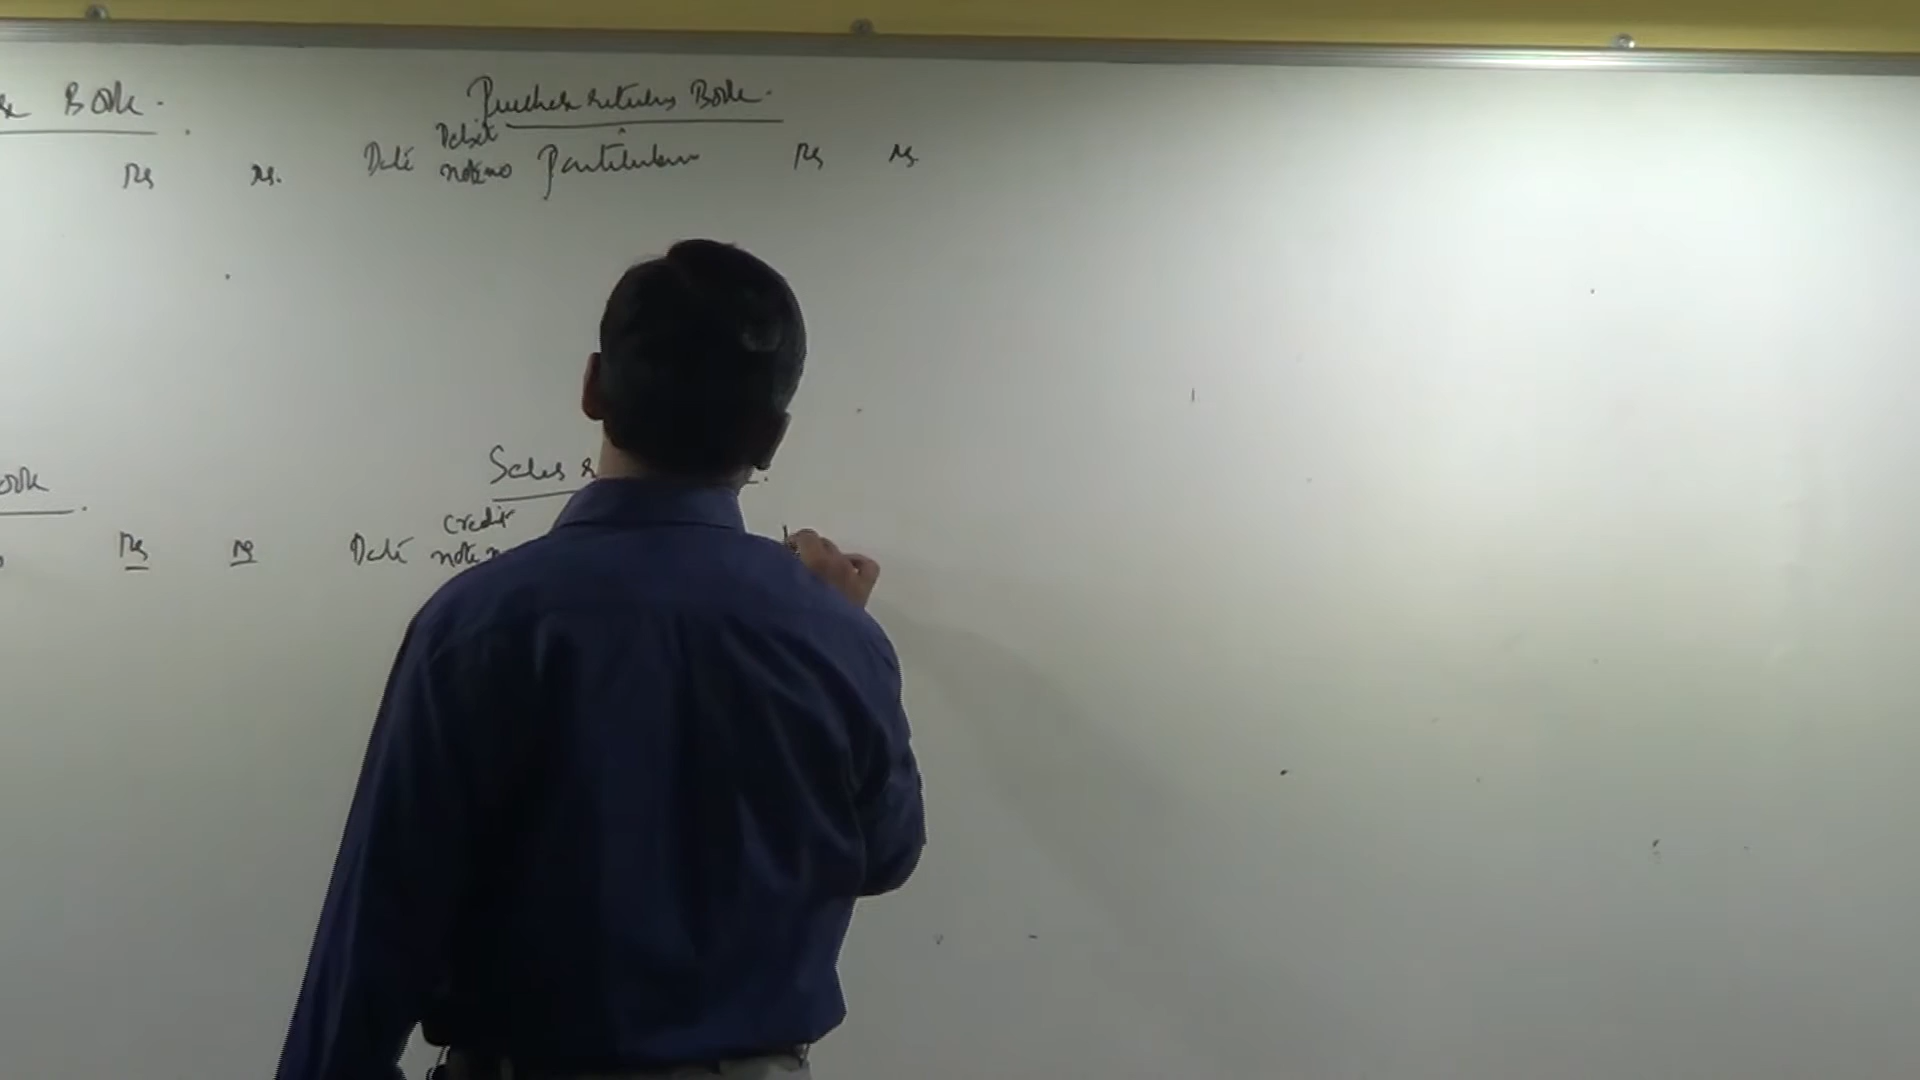 Book.
Rs Rs.
Purchase returns Book.
Date Debit note no Particulars Rs Rs.
Rs Rs
Sales
Date Credit note